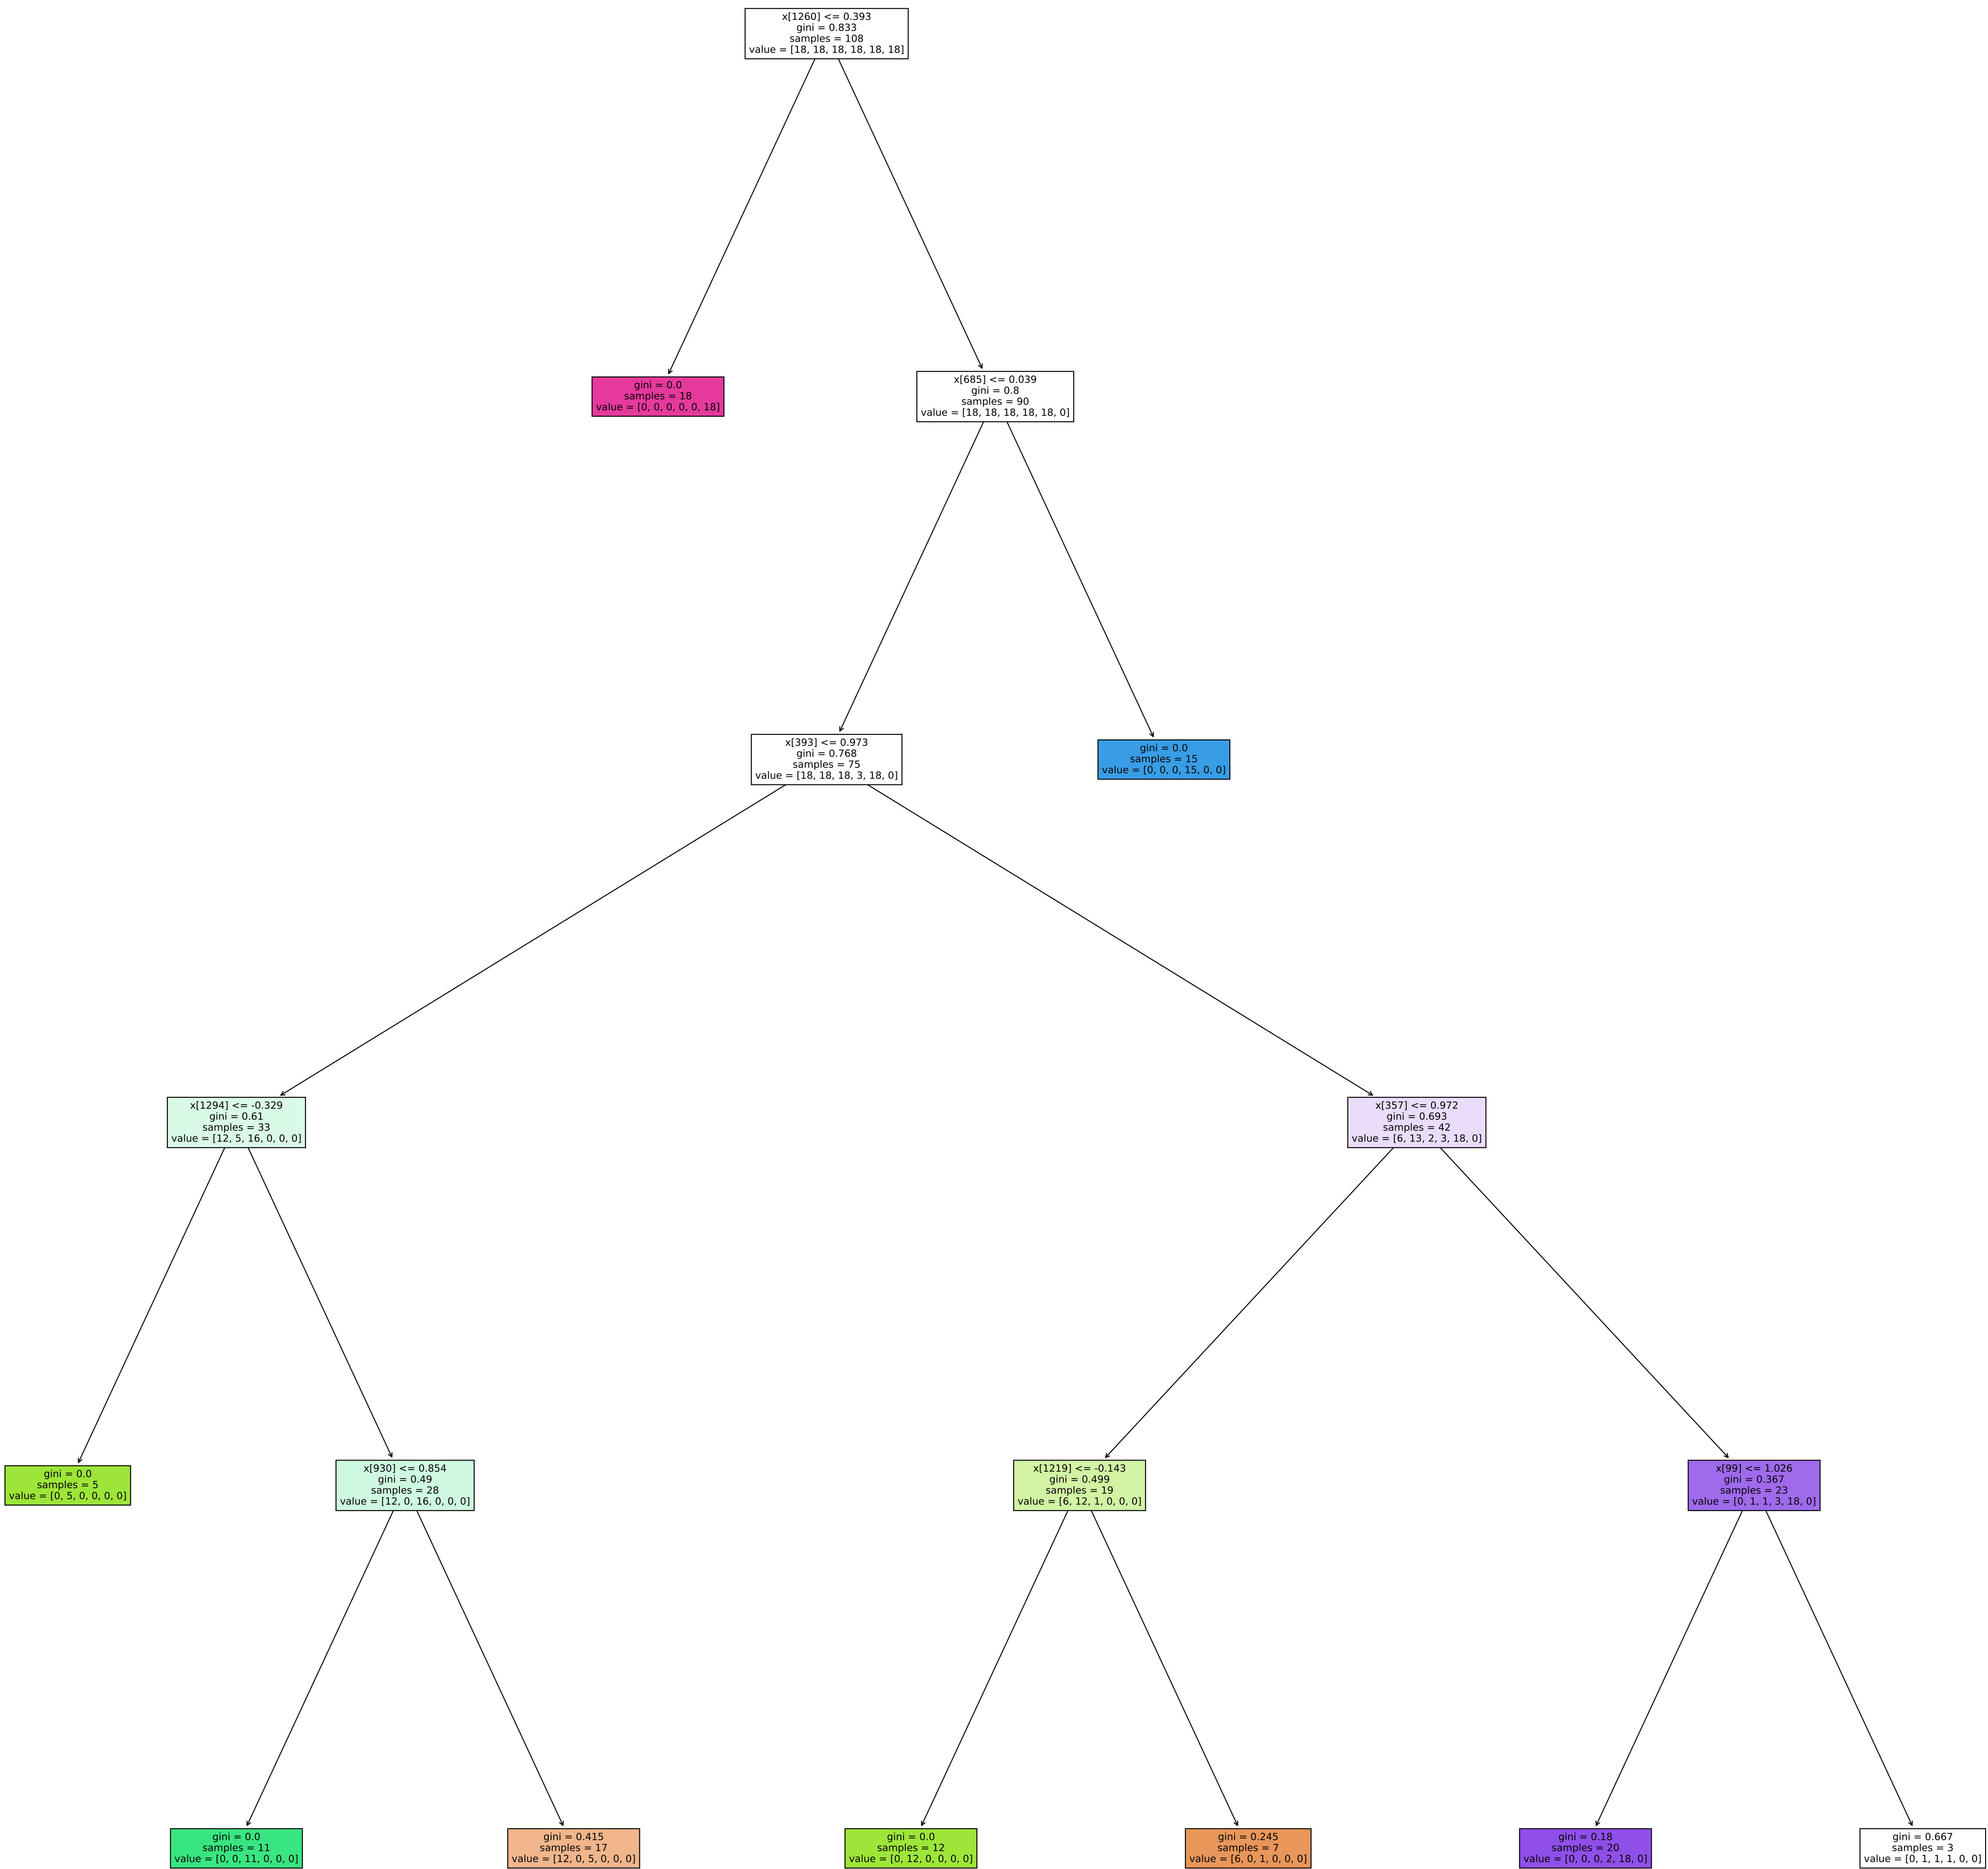 x[1260] <= 0.393
gini = 0.833
samples = 108
value = [18, 18, 18, 18, 18, 18]
gini = 0.0
samples = 18
value = [0, 0, 0, 0, 0, 18]
x[685] <= 0.039
gini = 0.8
samples = 90
value = [18, 18, 18, 18, 18, 0]
x[393] <= 0.973
gini = 0.768
samples = 75
value = [18, 18, 18, 3, 18, 0]
gini = 0.0
samples = 15
value = [0, 0, 0, 15, 0, 0]
x[1294] <= -0.329
gini = 0.61
samples = 33
value = [12, 5, 16, 0, 0, 0]
x[357] <= 0.972
gini = 0.693
samples = 42
value = [6, 13, 2, 3, 18, 0]
gini = 0.0
samples = 5
value = [0, 5, 0, 0, 0, 0]
x[930] <= 0.854
gini = 0.49
samples = 28
value = [12, 0, 16, 0, 0, 0]
x[1219] <= -0.143
gini = 0.499
samples = 19
value = [6, 12, 1, 0, 0, 0]
x[99] <= 1.026
gini = 0.367
samples = 23
value = [0, 1, 1, 3, 18, 0]
gini = 0.0
samples = 11
value = [0, 0, 11, 0, 0, 0]
gini = 0.415
samples = 17
value = [12, 0, 5, 0, 0, 0]
gini = 0.0
samples = 12
value = [0, 12, 0, 0, 0, 0]
gini = 0.245
samples = 7
value = [6, 0, 1, 0, 0, 0]
gini = 0.18
samples = 20
value = [0, 0, 0, 2, 18, 0]
gini = 0.667
samples = 3
value = [0, 1, 1, 1, 0, 0]